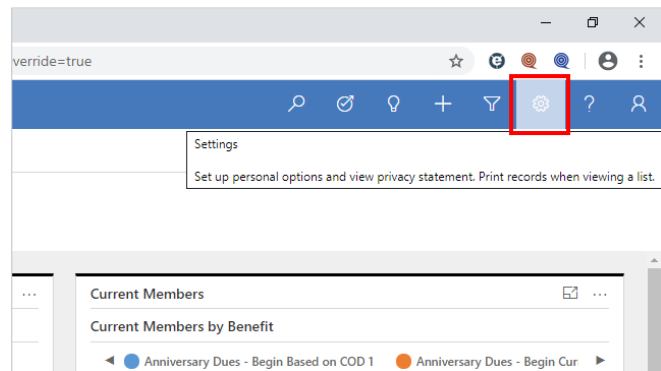 verride=true
Settings
Set up personal options and view privacy statement. Print records when viewing a list.
Current Members
Current Members by Benefit
Anniversary Dues - Begin Based on COD 1 Anniversary Dues - Begin Cur